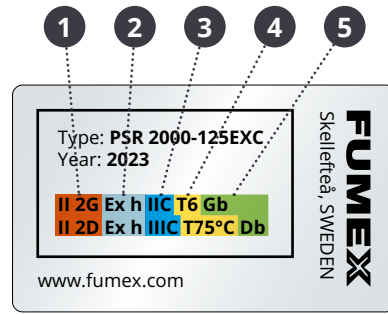 1 2 3 4 5
Type: PSR 2000-125EXC
Year: 2023
II 2G Ex h IIC T6 Gb
II 2D Ex h IIIC T75°C Db
www.fumex.com
FUMEX
Skellefteå, SWEDEN